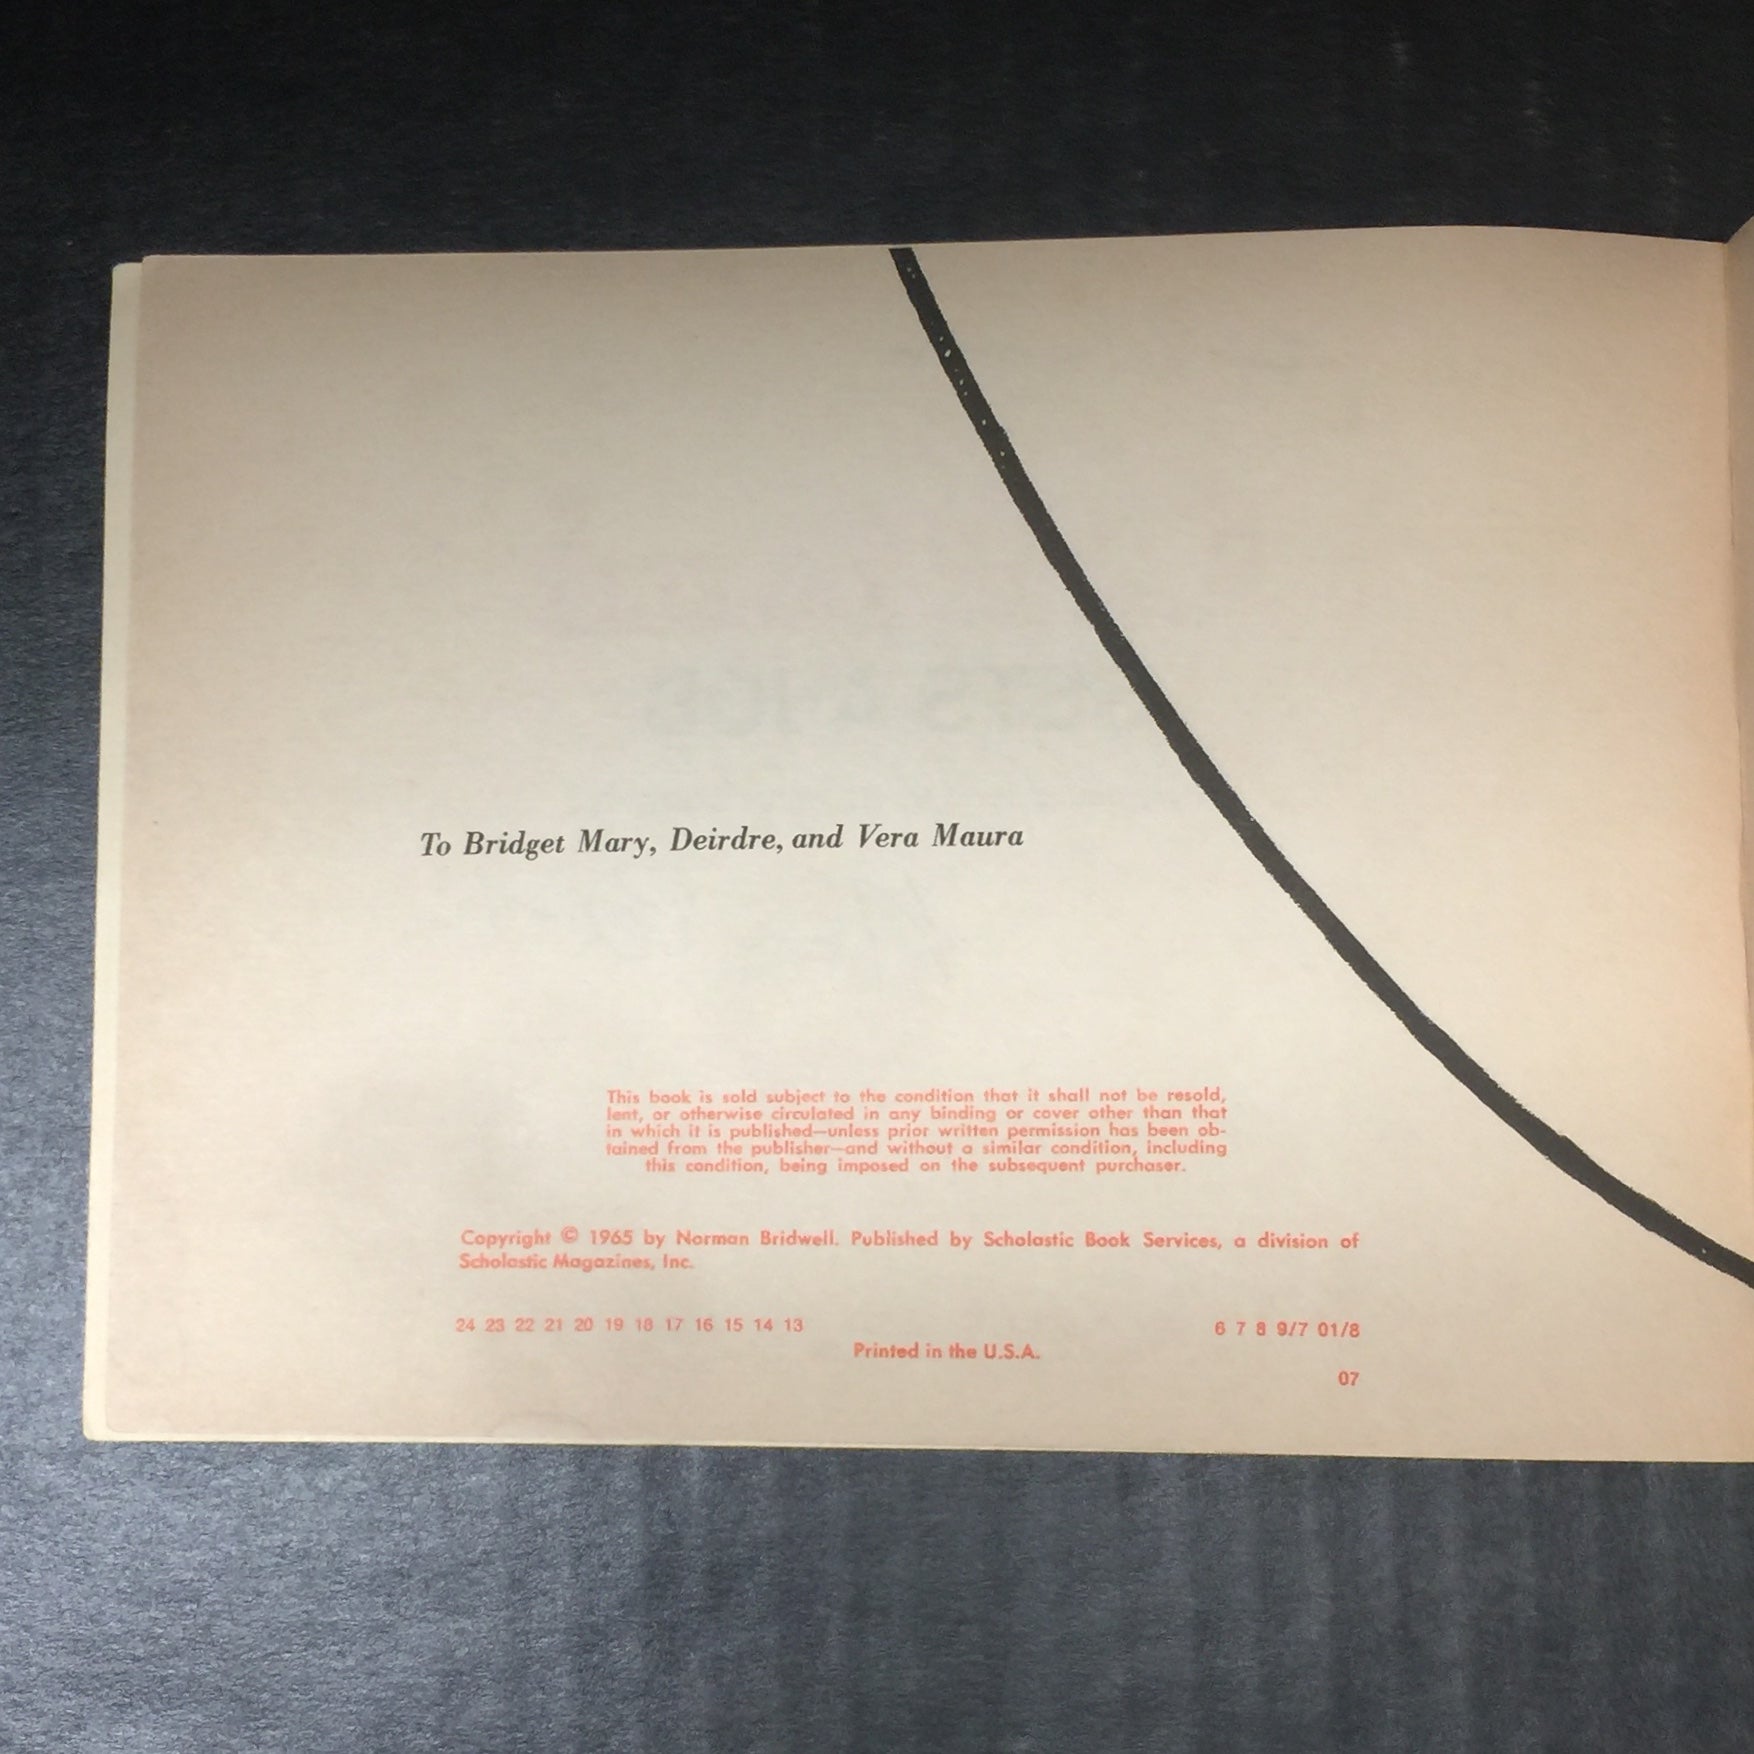 To Bridget Mary, Deirdre, and Vera Maura
This book is sold subject to the condition that it shall not be resold,
lent, or otherwise circulated in any binding or cover other than that
in which it is published—unless prior written permission has been ob-
tained from the publisher—and without a similar condition, including
this condition, being imposed on the subsequent purchaser.
Copyright © 1965 by Norman Bridwell. Published by Scholastic Book Services, a division of
Scholastic Magazines, Inc.
24 23 22 21 20 19 18 17 16 15 14 13 6 7 8 9/7 01/8
Printed in the U.S.A.
07